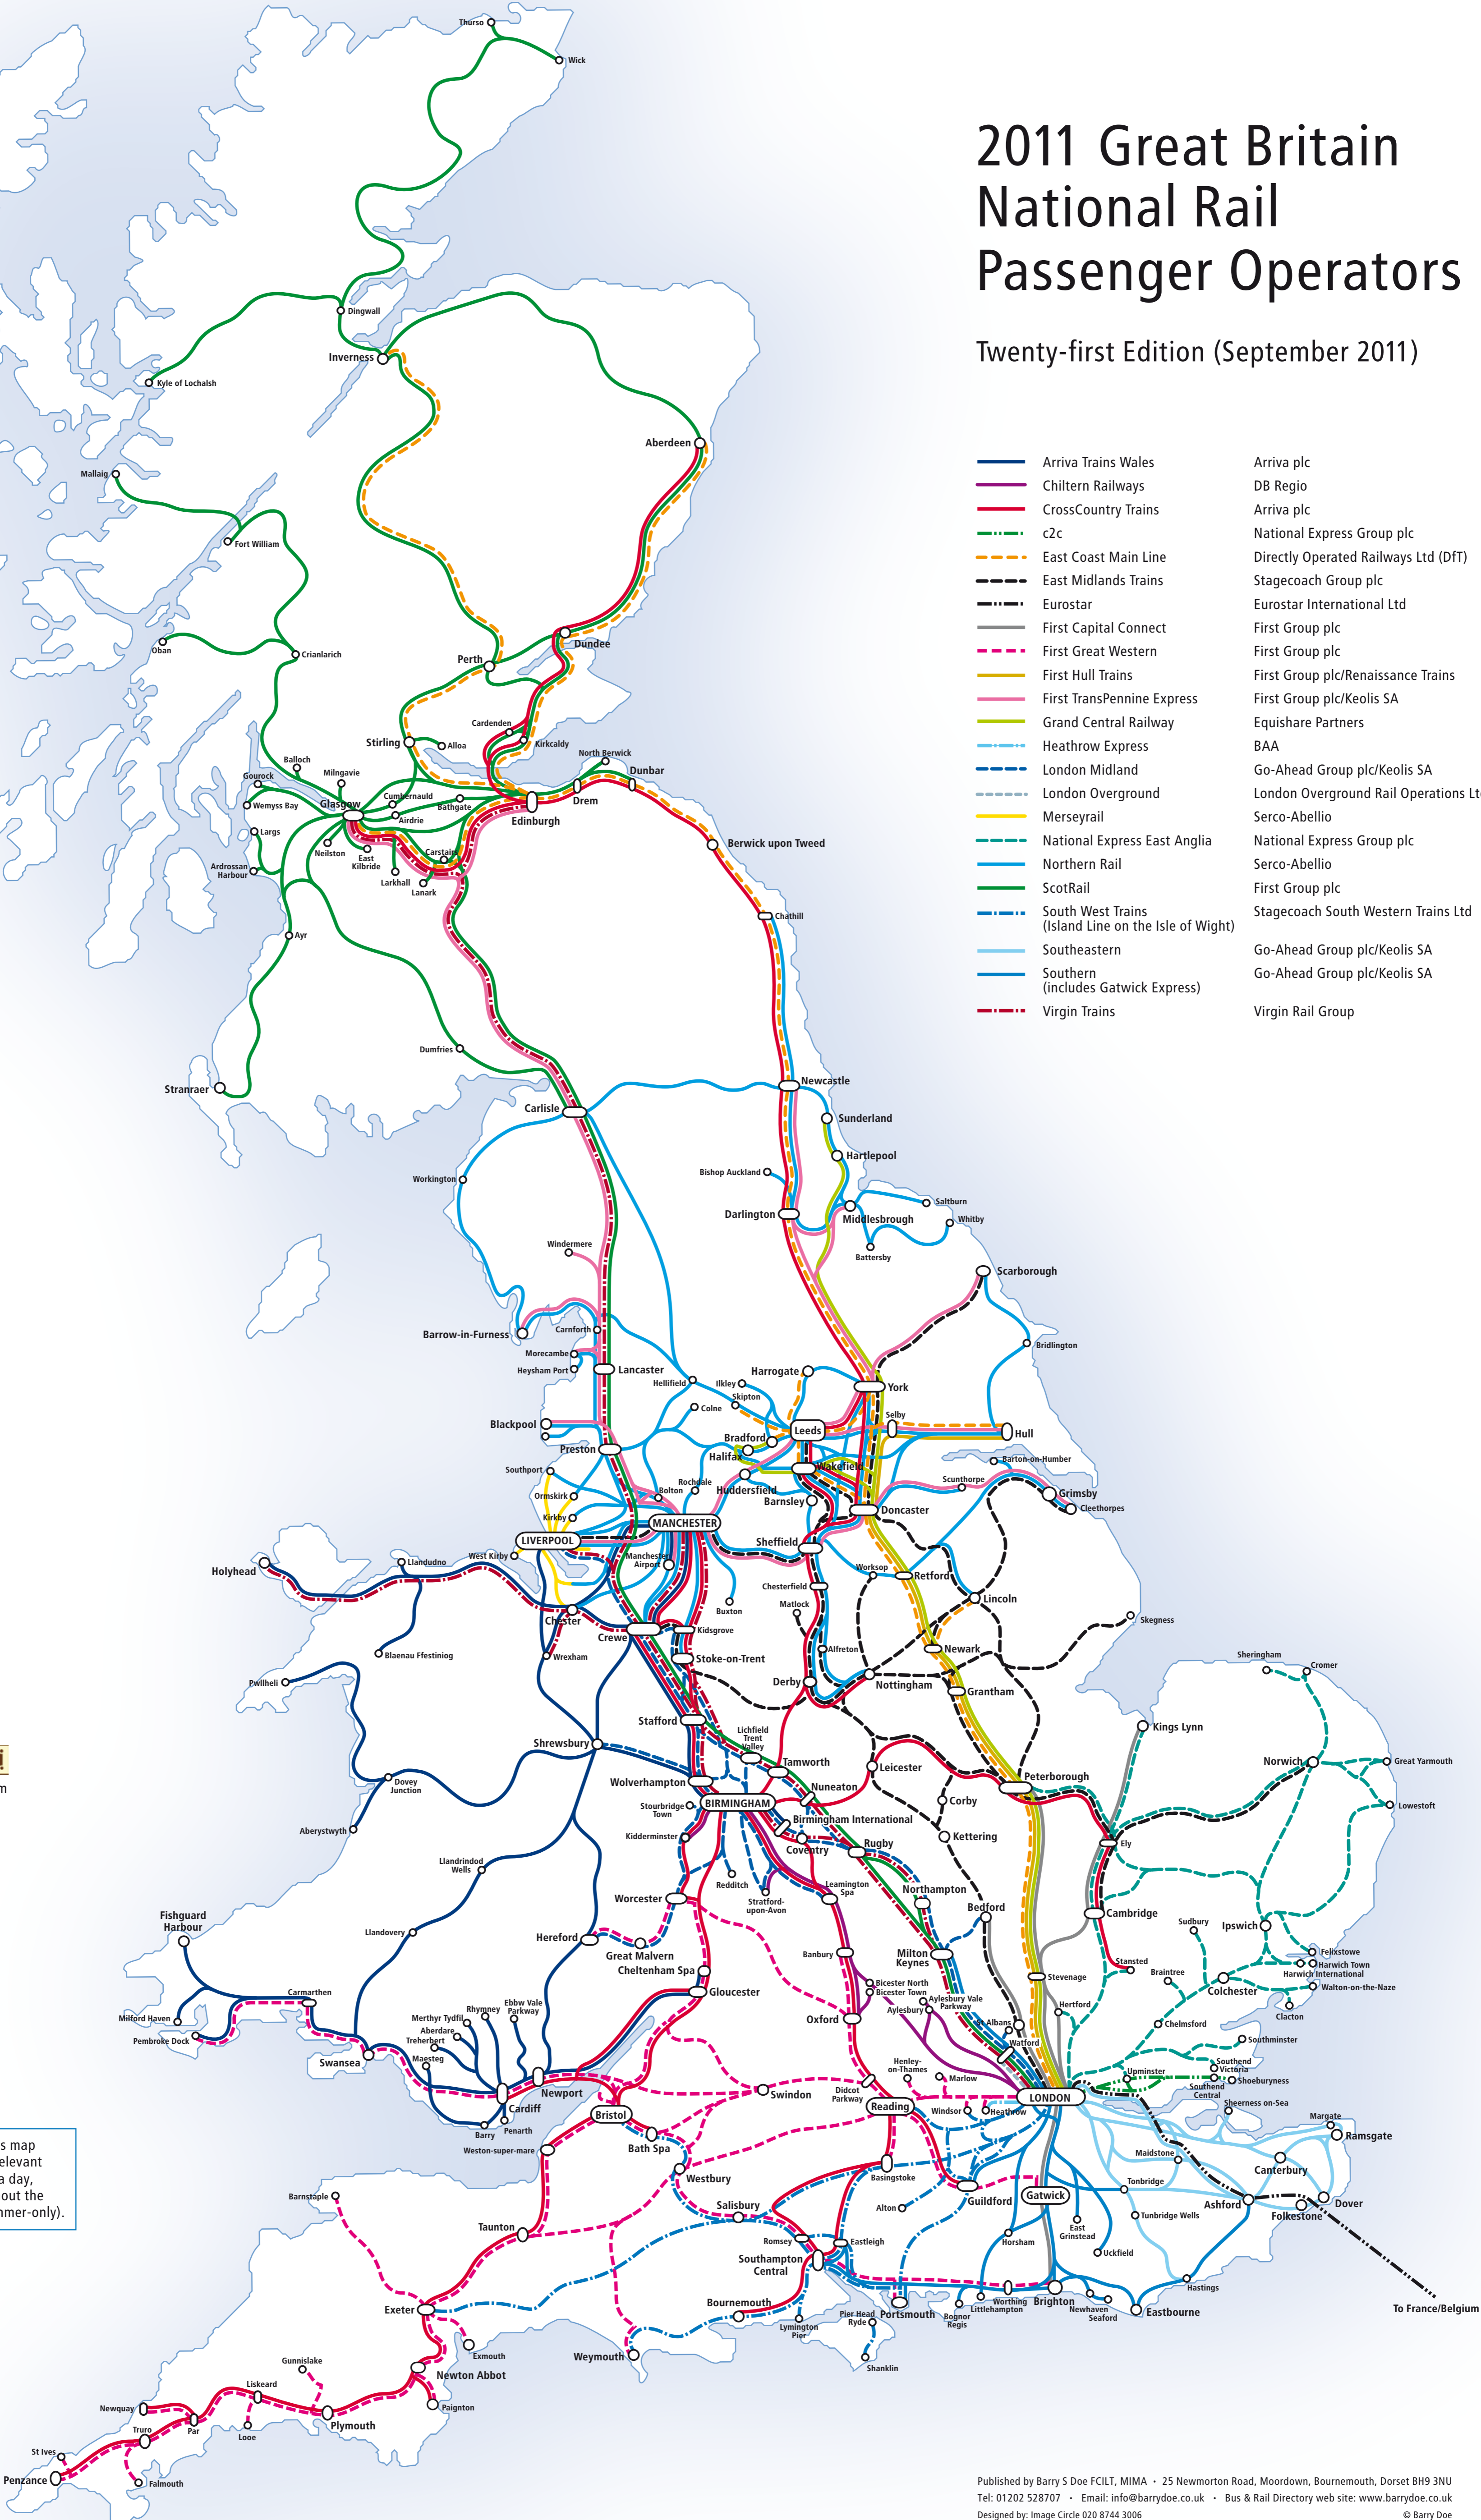 2011 Great Britain
National Rail
Passenger Operators
Twenty-first Edition (September 2011)
Arriva Trains Wales Arriva plc
Chiltern Railways DB Regio
CrossCountry Trains Arriva plc
c2c National Express Group plc
East Coast Main Line Directly Operated Railways Ltd (DfT)
East Midlands Trains Stagecoach Group plc
Eurostar Eurostar International Ltd
First Capital Connect First Group plc
First Great Western First Group plc
First Hull Trains First Group plc/Renaissance Trains
First TransPennine Express First Group plc/Keolis SA
Grand Central Railway Equishare Partners
Heathrow Express BAA
London Midland Go-Ahead Group plc/Keolis SA
London Overground London Overground Rail Operations Lt
Merseyrail Serco-Abellio
National Express East Anglia National Express Group plc
Northern Rail Serco-Abellio
ScotRail First Group plc
South West Trains Stagecoach South Western Trains Ltd
(Island Line on the Isle of Wight)
Southeastern Go-Ahead Group plc/Keolis SA
Southern Go-Ahead Group plc/Keolis SA
(includes Gatwick Express)
Virgin Trains Virgin Rail Group
Thurso
Wick
Dingwall
Inverness
Kyle of Lochalsh
Aberdeen
Mallaig
Fort William
Oban
Crianlarich
Dundee
Perth
Cardenden
Kirkcaldy
Stirling
Alloa
North Berwick
Dunbar
Balloch
Gourock
Milngavie
Wemyss Bay
Glasgow
Cumbernauld
Bathgate
Airdrie
Drem
Edinburgh
Largs
Neilston
East
Kilbride
Carstairs
Larkhall
Lanark
Ardrossan
Harbour
Berwick upon Tweed
Chathill
Ayr
Dumfries
Stranraer
Newcastle
Carlisle
Sunderland
Hartlepool
Workington
Bishop Auckland
Darlington
Middlesbrough
Saltburn
Whitby
Battersby
Windermere
Scarborough
Barrow-in-Furness
Carnforth
Bridlington
Morecambe
Heysham Port
Lancaster
Harrogate
Hellifield
Ilkley
Skipton
York
Colne
Selby
Blackpool
Leeds
Hull
Bradford
Preston
Halifax
Wakefield
Barton-on-Humber
Southport
Rochdale
Huddersfield
Scunthorpe
Ormskirk
Bolton
Barnsley
Doncaster
Grimsby
Cleethorpes
Kirkby
MANCHESTER
LIVERPOOL
Sheffield
West Kirby
Manchester
Airport
Holyhead
Llandudno
Worksop
Retford
Chesterfield
Lincoln
Buxton
Matlock
Chester
Crewe
Kidsgrove
Skegness
Blaenau Ffestiniog
Wrexham
Stoke-on-Trent
Alfreton
Newark
Pwllheli
Derby
Nottingham
Grantham
Sheringham
Cromer
Stafford
Kings Lynn
Shrewsbury
Lichfield
Trent
Valley
Tamworth
Leicester
Norwich
Great Yarmouth
Dovey
Junction
Wolverhampton
Nuneaton
Peterborough
Stourbridge
Town
BIRMINGHAM
Corby
Lowestoft
Aberystwyth
Birmingham International
Kidderminster
Coventry
Rugby
Kettering
Ely
Llandrindod
Wells
Redditch
Stratford-
upon-Avon
Leamington
Spa
Northampton
Worcester
Bedford
Cambridge
Fishguard
Harbour
Sudbury
Ipswich
Llandovery
Hereford
Great Malvern
Banbury
Milton
Keynes
Felixstowe
Harwich Town
Harwich International
Cheltenham Spa
Stansted
Braintree
Stevenage
Bicester North
Bicester Town
Colchester
Walton-on-the-Naze
Carmarthen
Gloucester
Aylesbury Vale
Parkway
Aylesbury
Hertford
Clacton
Milford Haven
Merthyr Tydfil
Rhymney
Ebbw Vale
Parkway
Oxford
St Albans
Chelmsford
Pembroke Dock
Aberdare
Treherbert
Watford
Southminster
Swansea
Maesteg
Henley-
on-Thames
Marlow
Upminster
Southend
Victoria
Shoeburyness
Southend
Central
Newport
Swindon
Didcot
Parkway
Cardiff
Bristol
Reading
Windsor
Heathrow
LONDON
Sheerness on-Sea
Margate
Ramsgate
Barry
Penarth
Weston-super-mare
Bath Spa
Maidstone
Canterbury
Westbury
Basingstoke
Tonbridge
Guildford
Gatwick
Barnstaple
Alton
Ashford
Dover
Folkestone
Salisbury
East
Grinstead
Tunbridge Wells
Taunton
Romsey
Eastleigh
Horsham
Uckfield
Southampton
Central
Hastings
Exeter
Bournemouth
Pier Head
Ryde
Portsmouth
Bognor
Regis
Littlehampton
Worthing
Brighton
Newhaven
Seaford
Eastbourne
To France/Belgium
Lymington
Pier
Exmouth
Weymouth
Shanklin
Gunnislake
Newton Abbot
Liskeard
Paignton
Newquay
Par
Looe
Plymouth
Truro
St Ives
Penzance
Falmouth
m
s map
elevant
a day,
out the
mmer-only).
Published by Barry S Doe FCILT, MIMA • 25 Newmorton Road, Moordown, Bournemouth, Dorset BH9 3NU
Tel: 01202 528707 • Email: info@barrydoe.co.uk • Bus & Rail Directory web site: www.barrydoe.co.uk
Designed by: Image Circle 020 8744 3006 © Barry Doe